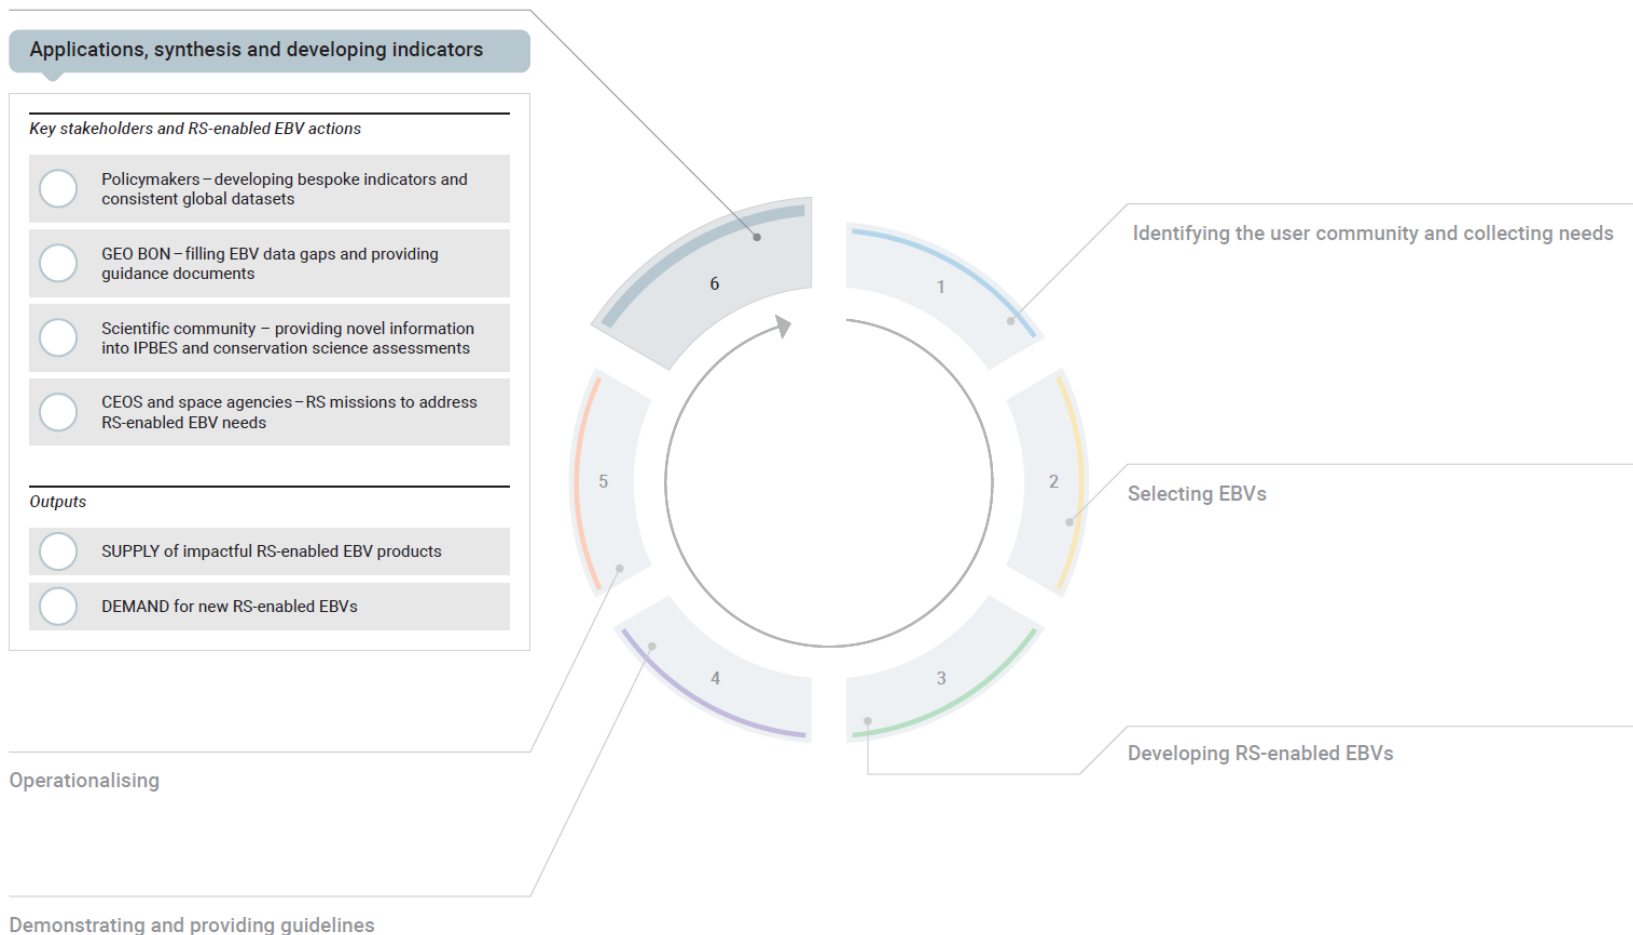 Applications, synthesis and developing indicators
Key stakeholders and RS-enabled EBV actions
Policymakers – developing bespoke indicators and
consistent global datasets
GEO BON – filling EBV data gaps and providing
guidance documents
Scientific community – providing novel information
into IPBES and conservation science assessments
CEOS and space agencies – RS missions to address
RS-enabled EBV needs
Outputs
SUPPLY of impactful RS-enabled EBV products
DEMAND for new RS-enabled EBVs
6
1
5
2
4
3
Identifying the user community and collecting needs
Selecting EBVs
Developing RS-enabled EBVs
Operationalising
Demonstrating and providing guidelines